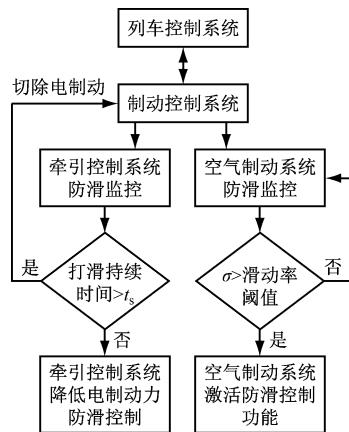 列车控制系统
切除电制动
制动控制系统
牵引控制系统
防滑监控
空气制动系统
防滑监控
是
打滑持续
时间>ts
否
σ>滑动率
阈值
否
是
牵引控制系统
降低电制动力
防滑控制
空气制动系统
激活防滑控制
功能